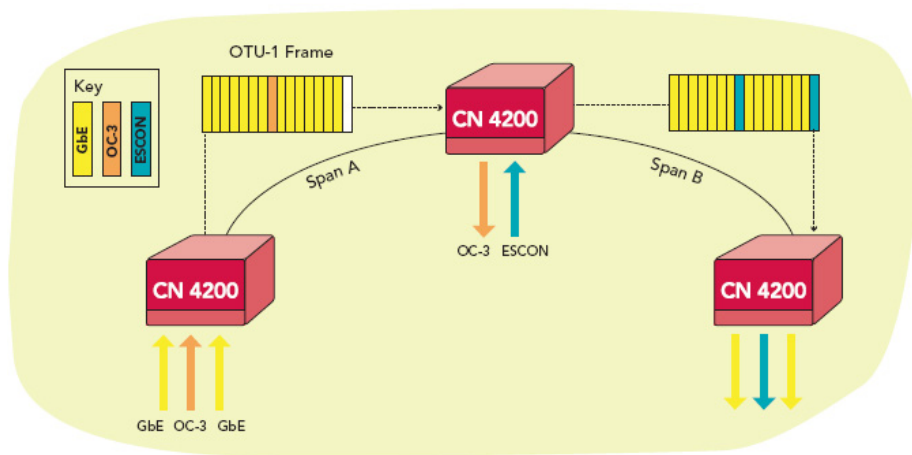 OTU-1 Frame
Key
GbE
OC-3
ESCON
CN 4200
Span A
Span B
OC-3 ESCON
CN 4200
CN 4200
GbE OC-3 GbE